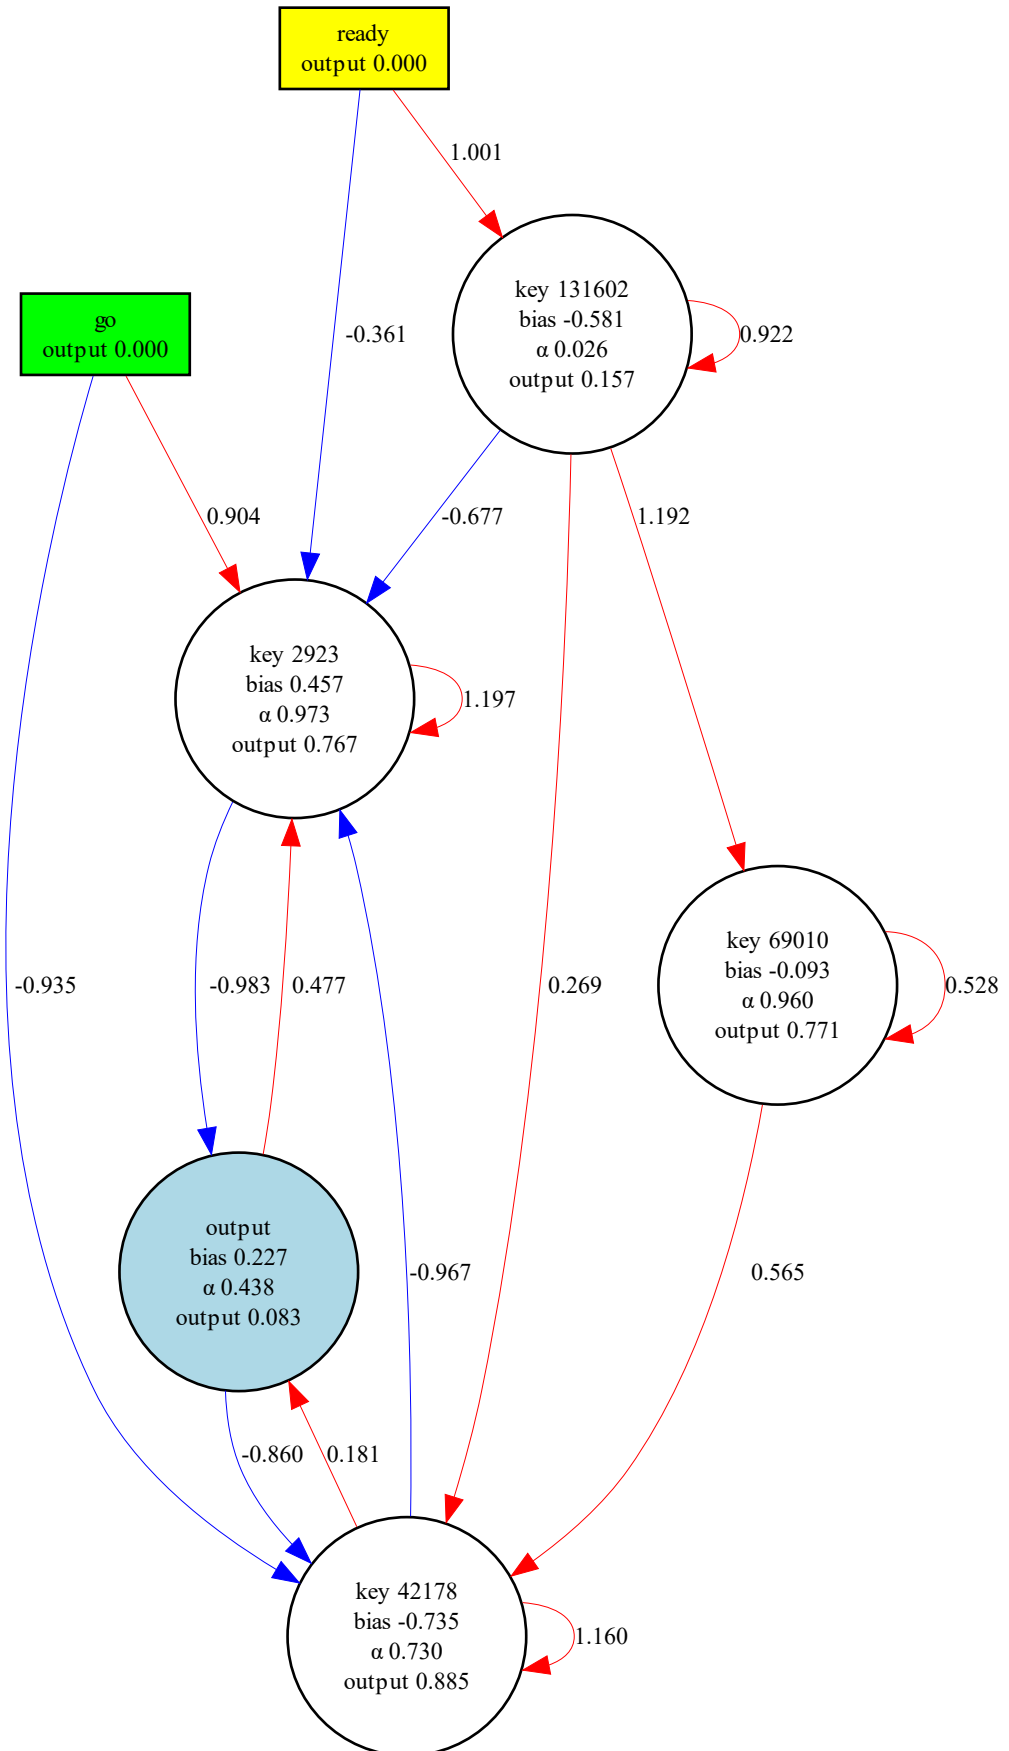 ready
output 0.000
1.001
key 131602
bias -0.581
α 0.026
output 0.157
0.922
go
output 0.000
-0.361
0.904
-0.677
1.192
key 2923
bias 0.457
α 0.973
output 0.767
1.197
key 69010
bias -0.093
α 0.960
output 0.771
0.528
-0.935
-0.983
0.477
0.269
output
bias 0.227
α 0.438
output 0.083
-0.967
0.565
-0.860
0.181
key 42178
bias -0.735
α 0.730
output 0.885
1.160